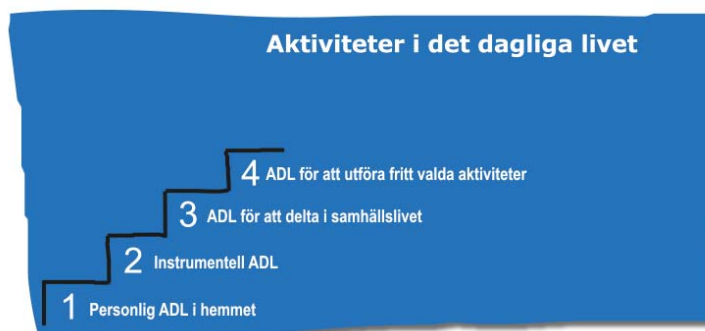 Aktiviteter i det dagliga livet
4 ADL för att utföra fritt valda aktiviteter
3 ADL för att delta i samhällslivet
2 Instrumentell ADL
1 Personlig ADL i hemmet